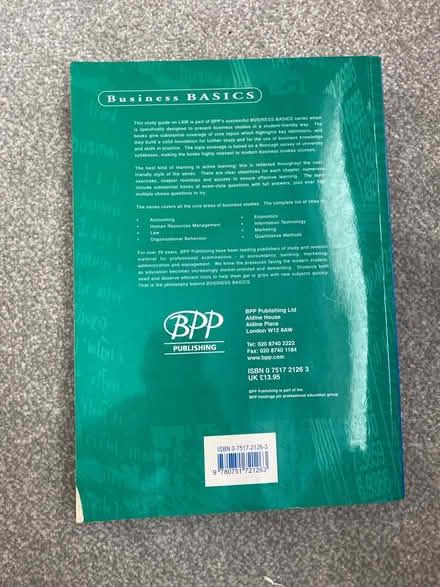 Business BASICS
This study guide on LAW is part of BPP's successful BUSINESS BASICS series which
is specifically designed to present business studies in a student-friendly way. The
books give substantive coverage of core topics which highlights key definitions, and
they build a solid foundation for further study and for the use of business knowledge
and skills in practice. The topic coverage is based on a thorough survey of university
syllabuses, making the books highly relevant to modern business studies courses.
The best kind of learning is active learning: this is reflected throughout the user-
friendly style of the series. There are clear objectives for each chapter, numerous
exercises, chapter roundups and quizzes to ensure effective learning. The
include substantial banks of exam-style questions with full answers, plus over
multiple choice questions to try.
The series covers all the core areas of business studies. The complete list of titles
• Accounting
• Human Resources Management
• Law
• Organisational Behaviour
• Economics
• Information Technology
• Marketing
• Quantitative Methods
For over 25 years, BPP Publishing have been leading publishers of study and revision
material for professional examinations - in accountancy, banking, marketing,
administration and management. We know the pressures facing the modern student
as education becomes increasingly market-oriented and demanding. Students both
need and deserve efficient tools to help them get to grips with new subjects quickly.
That is the philosophy behind BUSINESS BASICS.
BPP
PUBLISHING
BPP Publishing Ltd
Aldine House
Aldine Place
London W12 8AW
Tel: 020 8740 2222
Fax: 020 8740 1184
www.bpp.com
ISBN 0 7517 2126 3
UK £13.95
BPP Publishing is part of the
BPP Holdings plc professional education group
ISBN 0-7517-2126-3
9 780751 721263